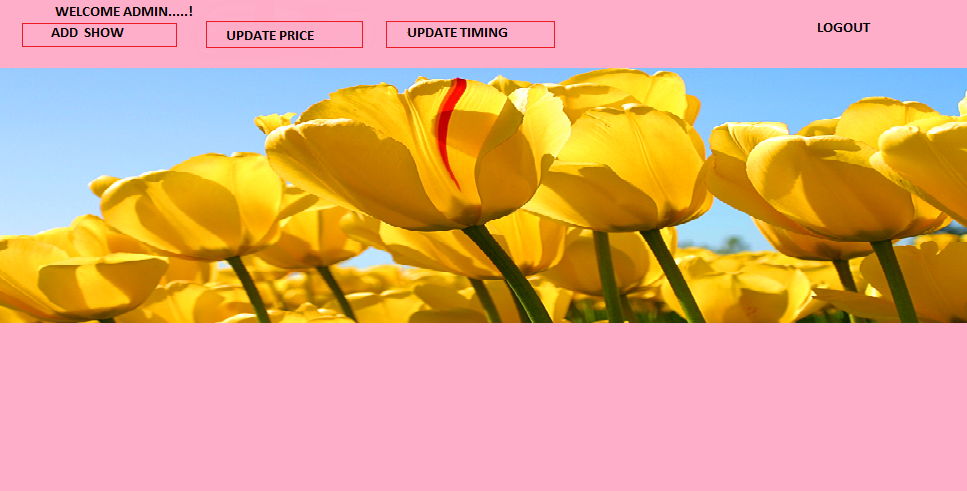 WELCOME ADMIN.....!
ADD  SHOW
UPDATE PRICE
UPDATE TIMING
LOGOUT